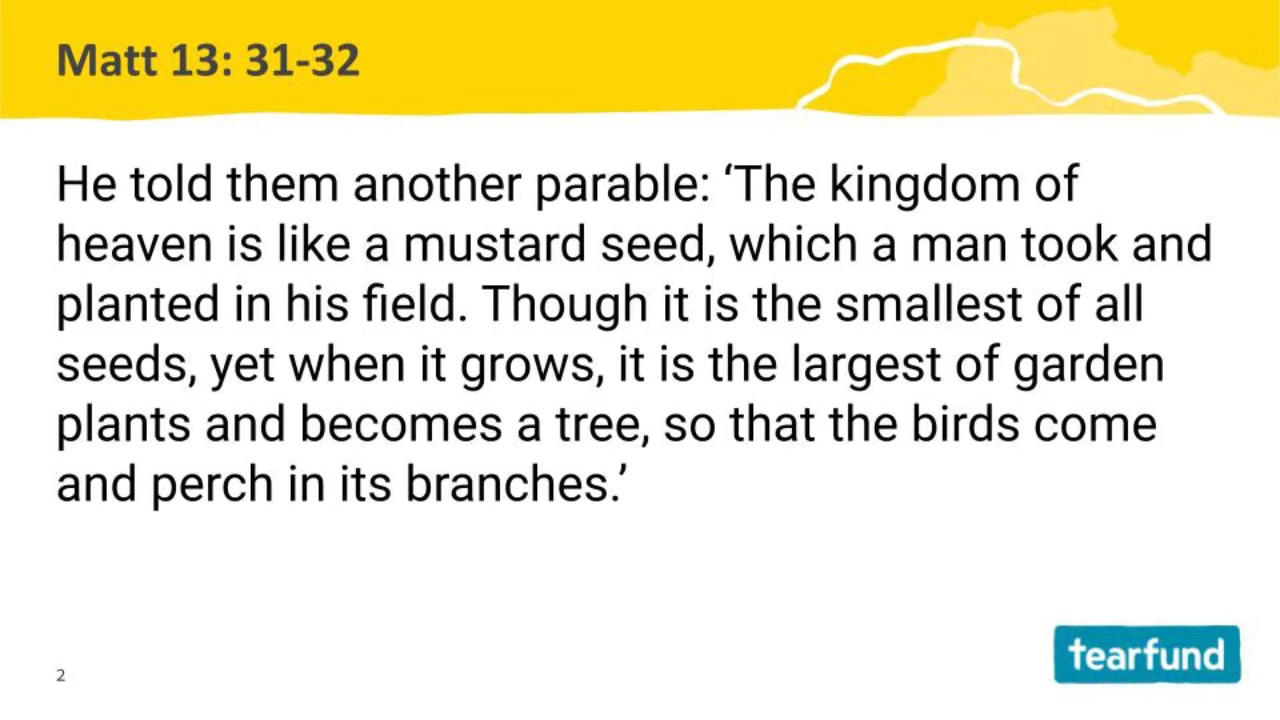 Matt 13: 31-32
He told them another parable: ‘The kingdom of
heaven is like a mustard seed, which a man took and
planted in his field. Though it is the smallest of all
seeds, yet when it grows, it is the largest of garden
plants and becomes a tree, so that the birds come
and perch in its branches.’
2
tearfund